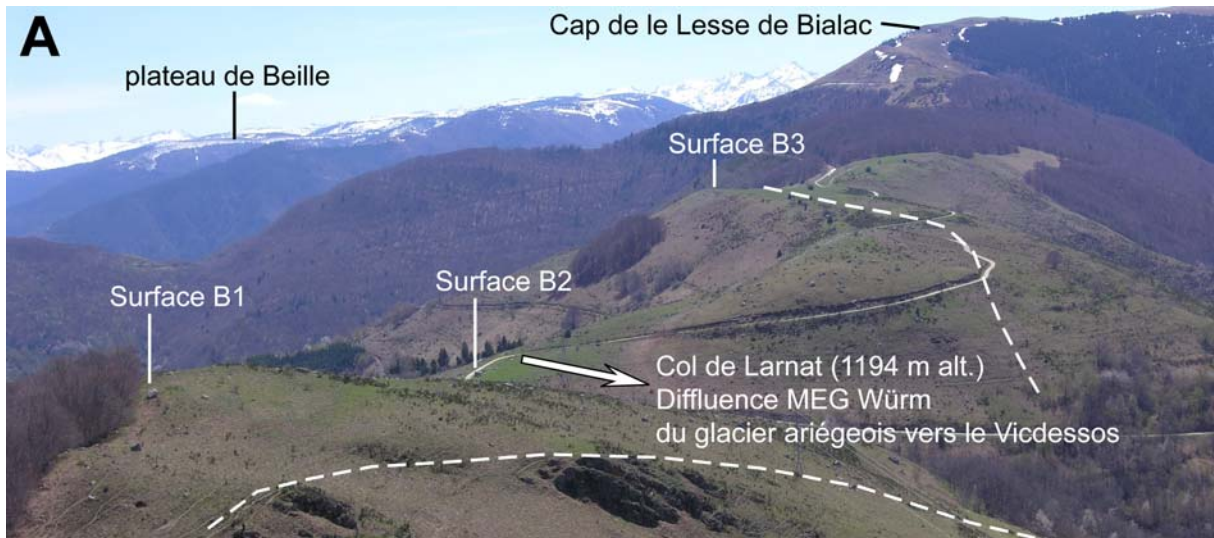 A
Cap de le Lesse de Bialac
plateau de Beille
Surface B3
Surface B2
Surface B1
Col de Larnat (1194 m alt.)
Diffluence MEG Würm
du glacier ariégeois vers le Vicdessos